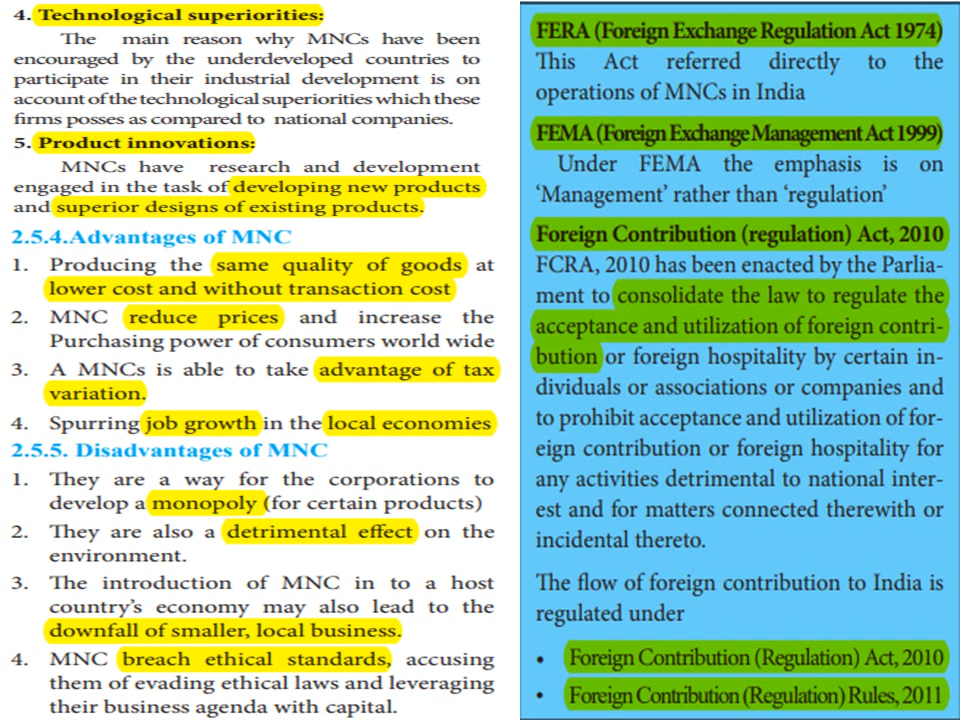 4. Technological superiorities:
The main reason why MNCs have been
encouraged by the underdeveloped countries to
participate in their industrial development is on
account of the technological superiorities which these
firms posses as compared to national companies.
5. Product innovations:
MNCs have research and development
engaged in the task of developing new products
and superior designs of existing products.
2.5.4.Advantages of MNC
1. Producing the same quality of goods at
lower cost and without transaction cost
2. MNC reduce prices and increase the
Purchasing power of consumers world wide
3. A MNCs is able to take advantage of tax
variation.
4. Spurring job growth in the local economies
2.5.5. Disadvantages of MNC
1. They are a way for the corporations to
develop a monopoly (for certain products)
2. They are also a detrimental effect on the
environment.
3. The introduction of MNC in to a host
country's economy may also lead to the
downfall of smaller, local business.
4. MNC breach ethical standards, accusing
them of evading ethical laws and leveraging
their business agenda with capital.
FERA (Foreign Exchange Regulation Act 1974)
This Act referred directly to the
operations of MNCs in India
FEMA (Foreign Exchange Management Act 1999)
Under FEMA the emphasis is on
‘Management’ rather than ‘regulation’
Foreign Contribution (regulation) Act, 2010
FCRA, 2010 has been enacted by the Parlia-
ment to consolidate the law to regulate the
acceptance and utilization of foreign contri-
bution or foreign hospitality by certain in-
dividuals or associations or companies and
to prohibit acceptance and utilization of for-
eign contribution or foreign hospitality for
any activities detrimental to national inter-
est and for matters connected therewith or
incidental thereto.
The flow of foreign contribution to India is
regulated under
• Foreign Contribution (Regulation) Act, 2010
• Foreign Contribution (Regulation) Rules, 2011